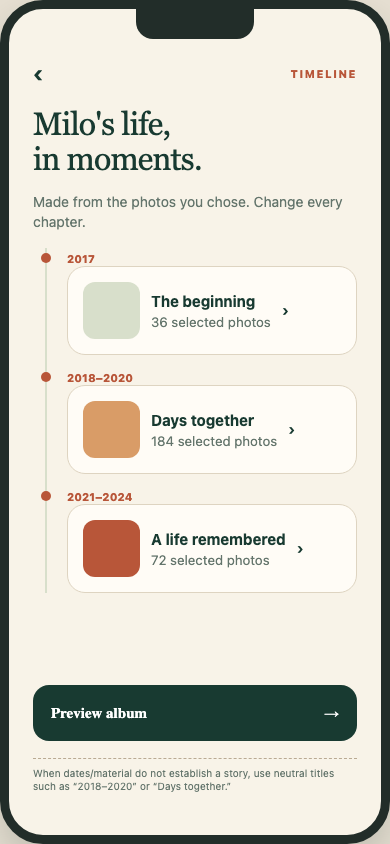 ‹
TIMELINE
Milo's life,
in moments.
Made from the photos you chose. Change every
chapter.
2017
The beginning ›
36 selected photos
2018–2020
Days together ›
184 selected photos
2021–2024
A life remembered ›
72 selected photos
Preview album →
When dates/material do not establish a story, use neutral titles
such as “2018–2020” or “Days together.”